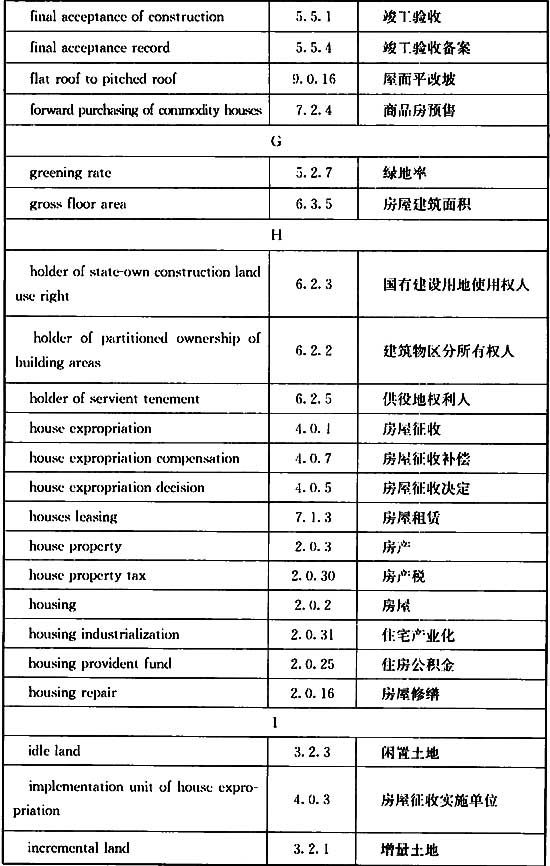 final acceptance of construction 5.5.1 竣工验收
final acceptance record 5.5.4 竣工验收备案
flat roof to pitched roof 9.0.16 屋面平改坡
forward purchasing of commodity houses 7.2.4 商品房预售
G
greening rate 5.2.7 绿地率
gross floor area 6.3.5 房屋建筑面积
H
holder of state-own construction land
use right 6.2.3 国有建设用地使用权人
holder of partitioned ownership of
building areas 6.2.2 建筑物区分所有权人
holder of servient tenement 6.2.5 供役地权利人
house expropriation 4.0.1 房屋征收
house expropriation compensation 4.0.7 房屋征收补偿
house expropriation decision 4.0.5 房屋征收决定
houses leasing 7.1.3 房屋租赁
house property 2.0.3 房产
house property tax 2.0.30 房产税
housing 2.0.2 房屋
housing industrialization 2.0.31 住宅产业化
housing provident fund 2.0.25 住房公积金
housing repair 2.0.16 房屋修缮
I
idle land 3.2.3 闲置土地
implementation unit of house expro-
priation 4.0.3 房屋征收实施单位
incremental land 3.2.1 增量土地